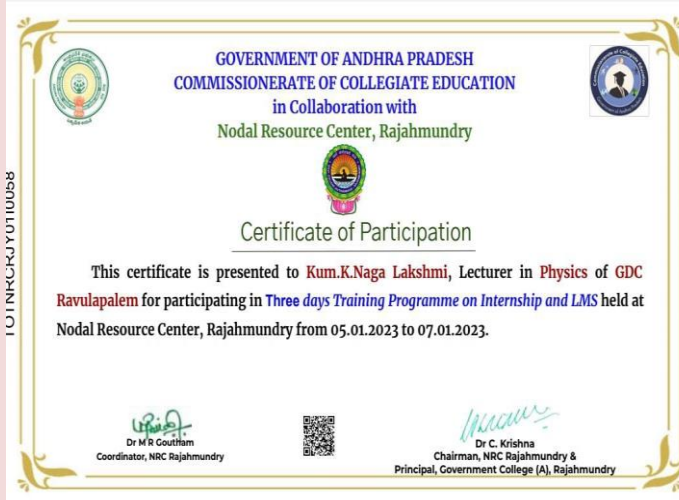 GOVERNMENT OF ANDHRA PRADESH
COMMISSIONERATE OF COLLEGIATE EDUCATION
in Collaboration with
Nodal Resource Center, Rajahmundry
Certificate of Participation
This certificate is presented to Kum.K.Naga Lakshmi, Lecturer in Physics of GDC
Ravulapalem for participating in Three days Training Programme on Internship and LMS held at
Nodal Resource Center, Rajahmundry from 05.01.2023 to 07.01.2023.
Dr M R Goutham
Coordinator, NRC Rajahmundry
Dr C. Krishna
Chairman, NRC Rajahmundry &
Principal, Government College (A), Rajahmundry